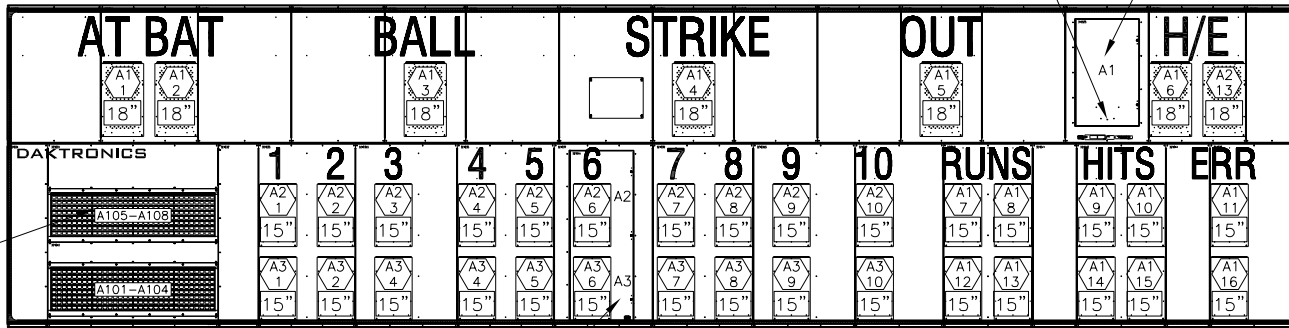 AT BAT BALL STRIKE OUT H/E
A1 A1 A1 A1 A1 A1 A1 A2
1 2 3 4 5 6 13
18" 18" 18" 18" 18" 18" 18"
DAKTRONICS 1 2 3 4 5 6 7 8 9 10 RUNS HITS ERR
A2 A2 A2 A2 A2 A2 A2 A2 A2 A2 A2 A1 A1 A1 A1 A1
1 2 3 4 5 6 7 8 9 10 7 8 9 10 11
A105-A108
15" 15" 15" 15" 15" 15" 15" 15" 15" 15" 15" 15" 15" 15" 15"
A3 A3 A3 A3 A3 A3 A3 A3 A3 A3 A3 A1 A1 A1 A1 A1
1 2 4 4 5 6 7 8 9 10 12 13 14 15 16
A101-A104
15" 15" 15" 15" 15" 15" 15" 15" 15" 15" 15" 15" 15" 15" 15"